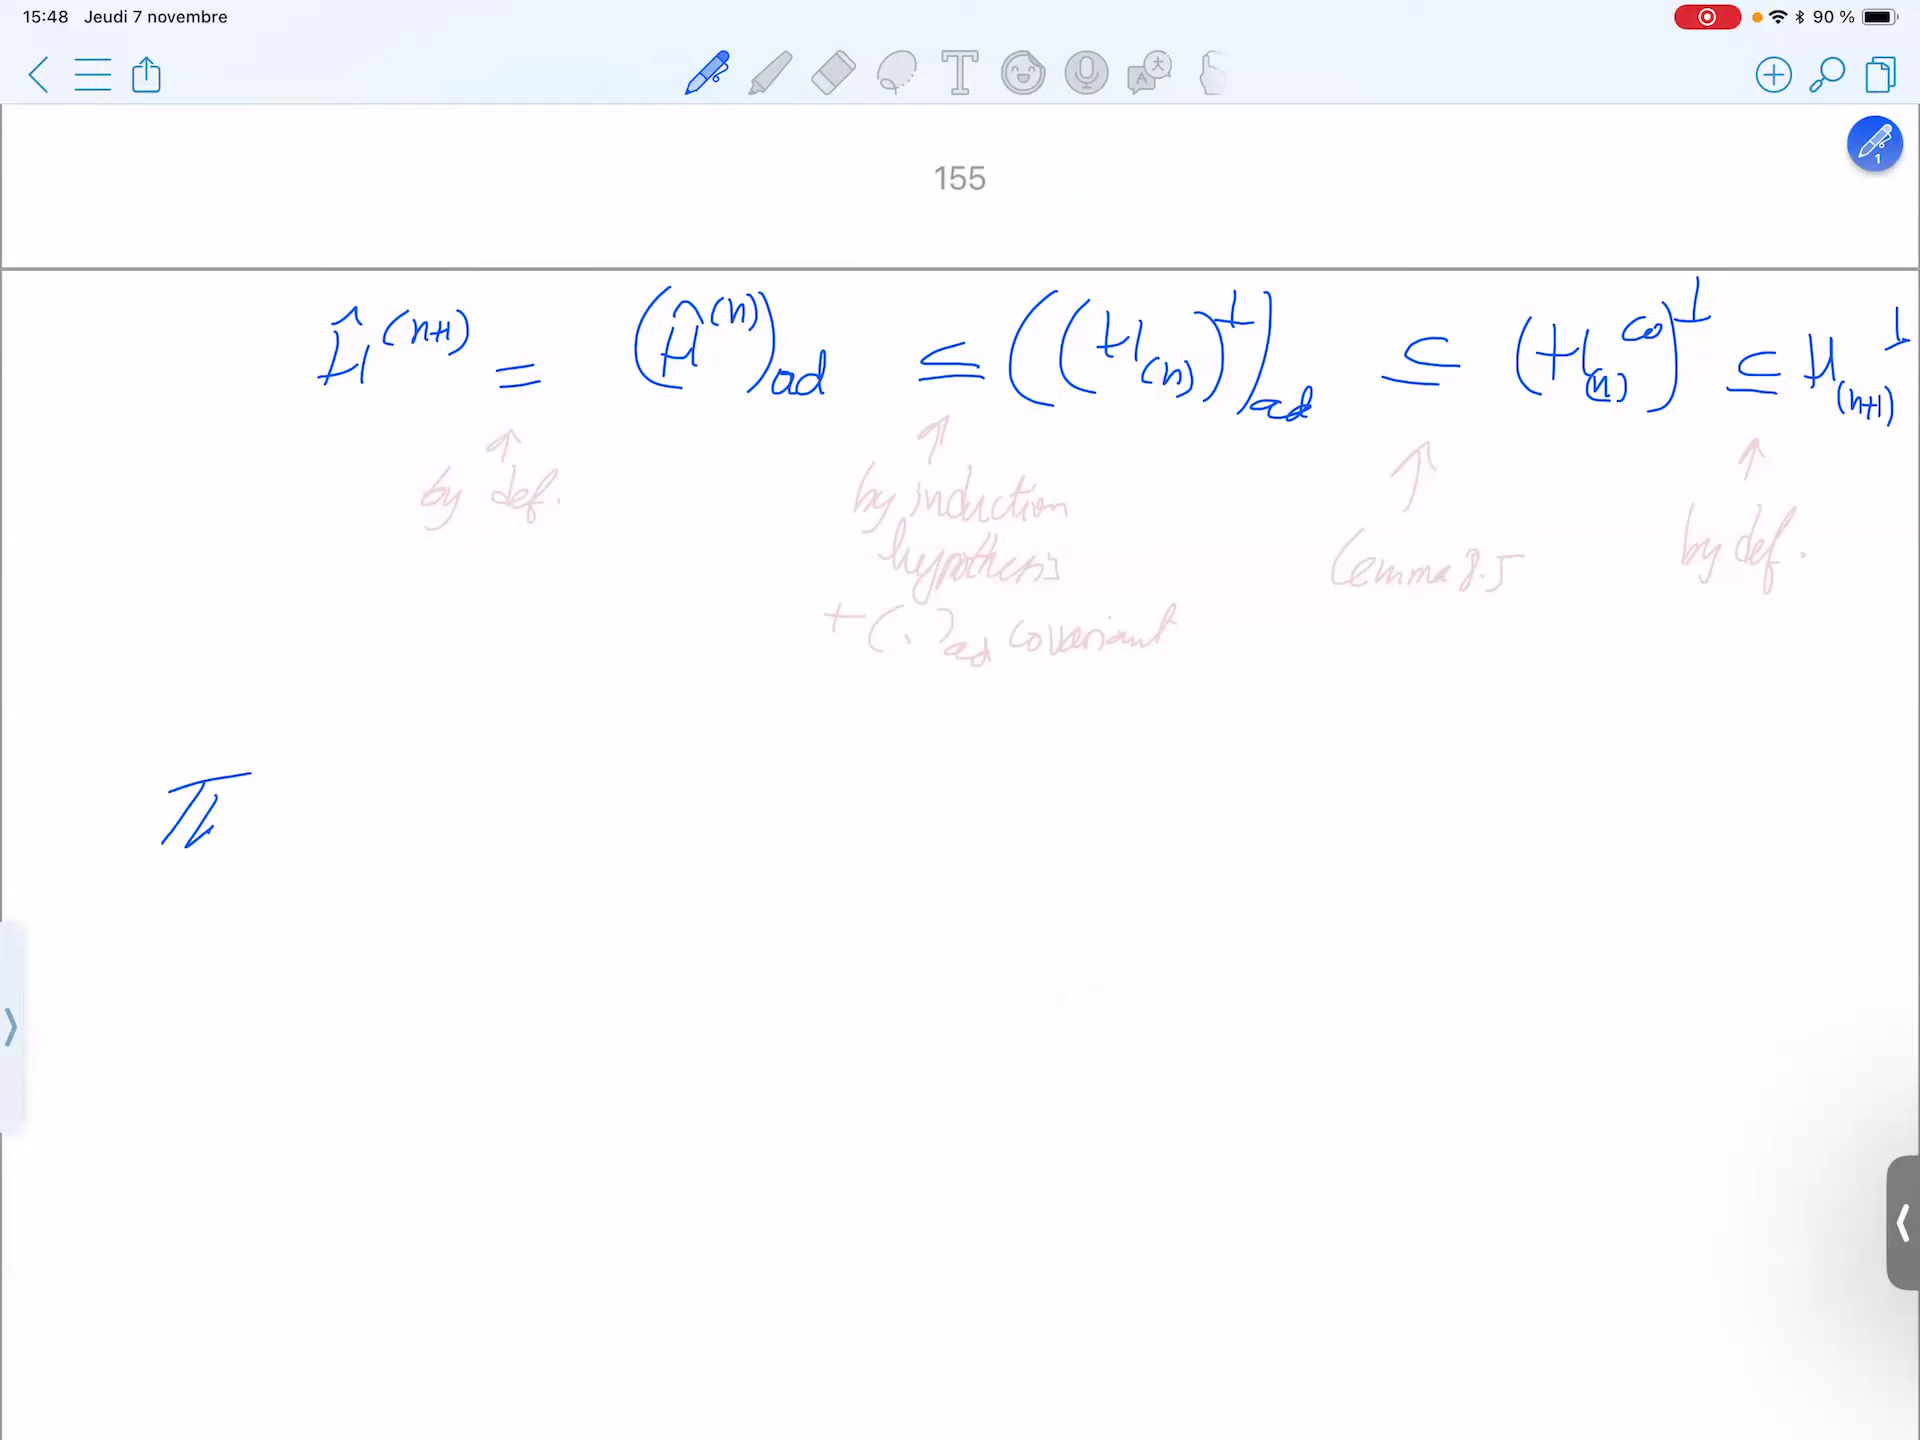 15:48 Jeudi 7 novembre
90 %
155
Ĥ^(n+1) = (Ĥ^(n))_ad ⊆ ((H_(n))^⊥)_ad ⊆ (H_(n)^co)^⊥ ⊆ H_(n+1)^⊥
↑ ↑ ↑ ↑
by def. by induction hypothesis + (.)_ad covariant Lemma 8.5 by def.
Th